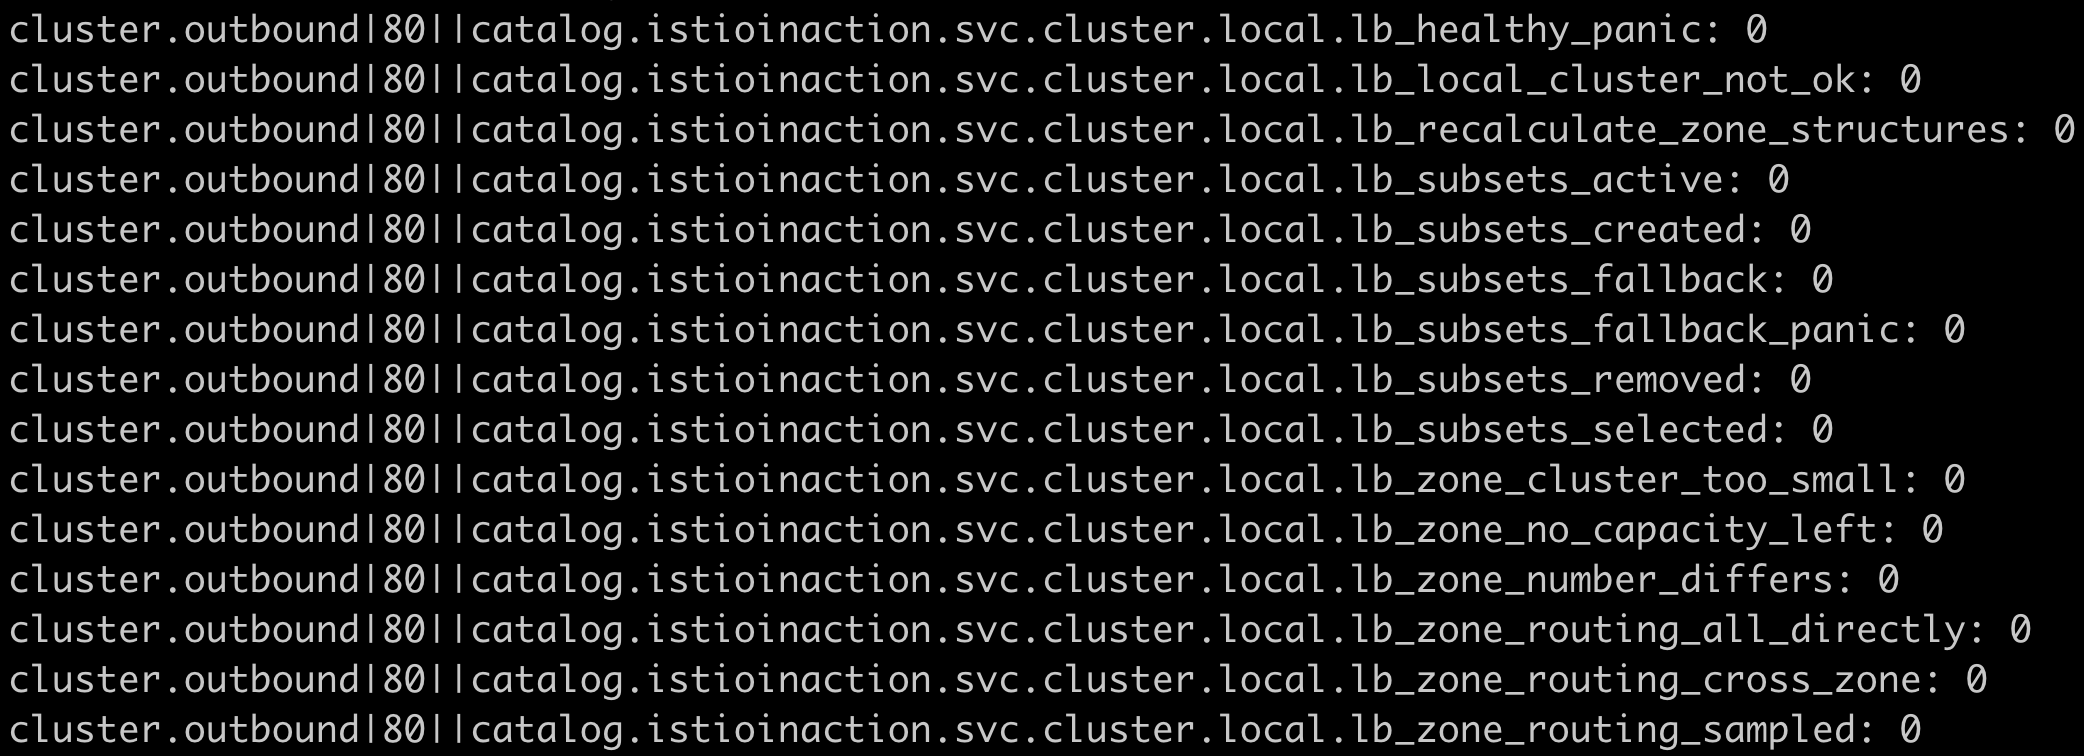 cluster.outbound|80||catalog.istioinaction.svc.cluster.local.lb_healthy_panic: 0
cluster.outbound|80||catalog.istioinaction.svc.cluster.local.lb_local_cluster_not_ok: 0
cluster.outbound|80||catalog.istioinaction.svc.cluster.local.lb_recalculate_zone_structures: 0
cluster.outbound|80||catalog.istioinaction.svc.cluster.local.lb_subsets_active: 0
cluster.outbound|80||catalog.istioinaction.svc.cluster.local.lb_subsets_created: 0
cluster.outbound|80||catalog.istioinaction.svc.cluster.local.lb_subsets_fallback: 0
cluster.outbound|80||catalog.istioinaction.svc.cluster.local.lb_subsets_fallback_panic: 0
cluster.outbound|80||catalog.istioinaction.svc.cluster.local.lb_subsets_removed: 0
cluster.outbound|80||catalog.istioinaction.svc.cluster.local.lb_subsets_selected: 0
cluster.outbound|80||catalog.istioinaction.svc.cluster.local.lb_zone_cluster_too_small: 0
cluster.outbound|80||catalog.istioinaction.svc.cluster.local.lb_zone_no_capacity_left: 0
cluster.outbound|80||catalog.istioinaction.svc.cluster.local.lb_zone_number_differs: 0
cluster.outbound|80||catalog.istioinaction.svc.cluster.local.lb_zone_routing_all_directly: 0
cluster.outbound|80||catalog.istioinaction.svc.cluster.local.lb_zone_routing_cross_zone: 0
cluster.outbound|80||catalog.istioinaction.svc.cluster.local.lb_zone_routing_sampled: 0